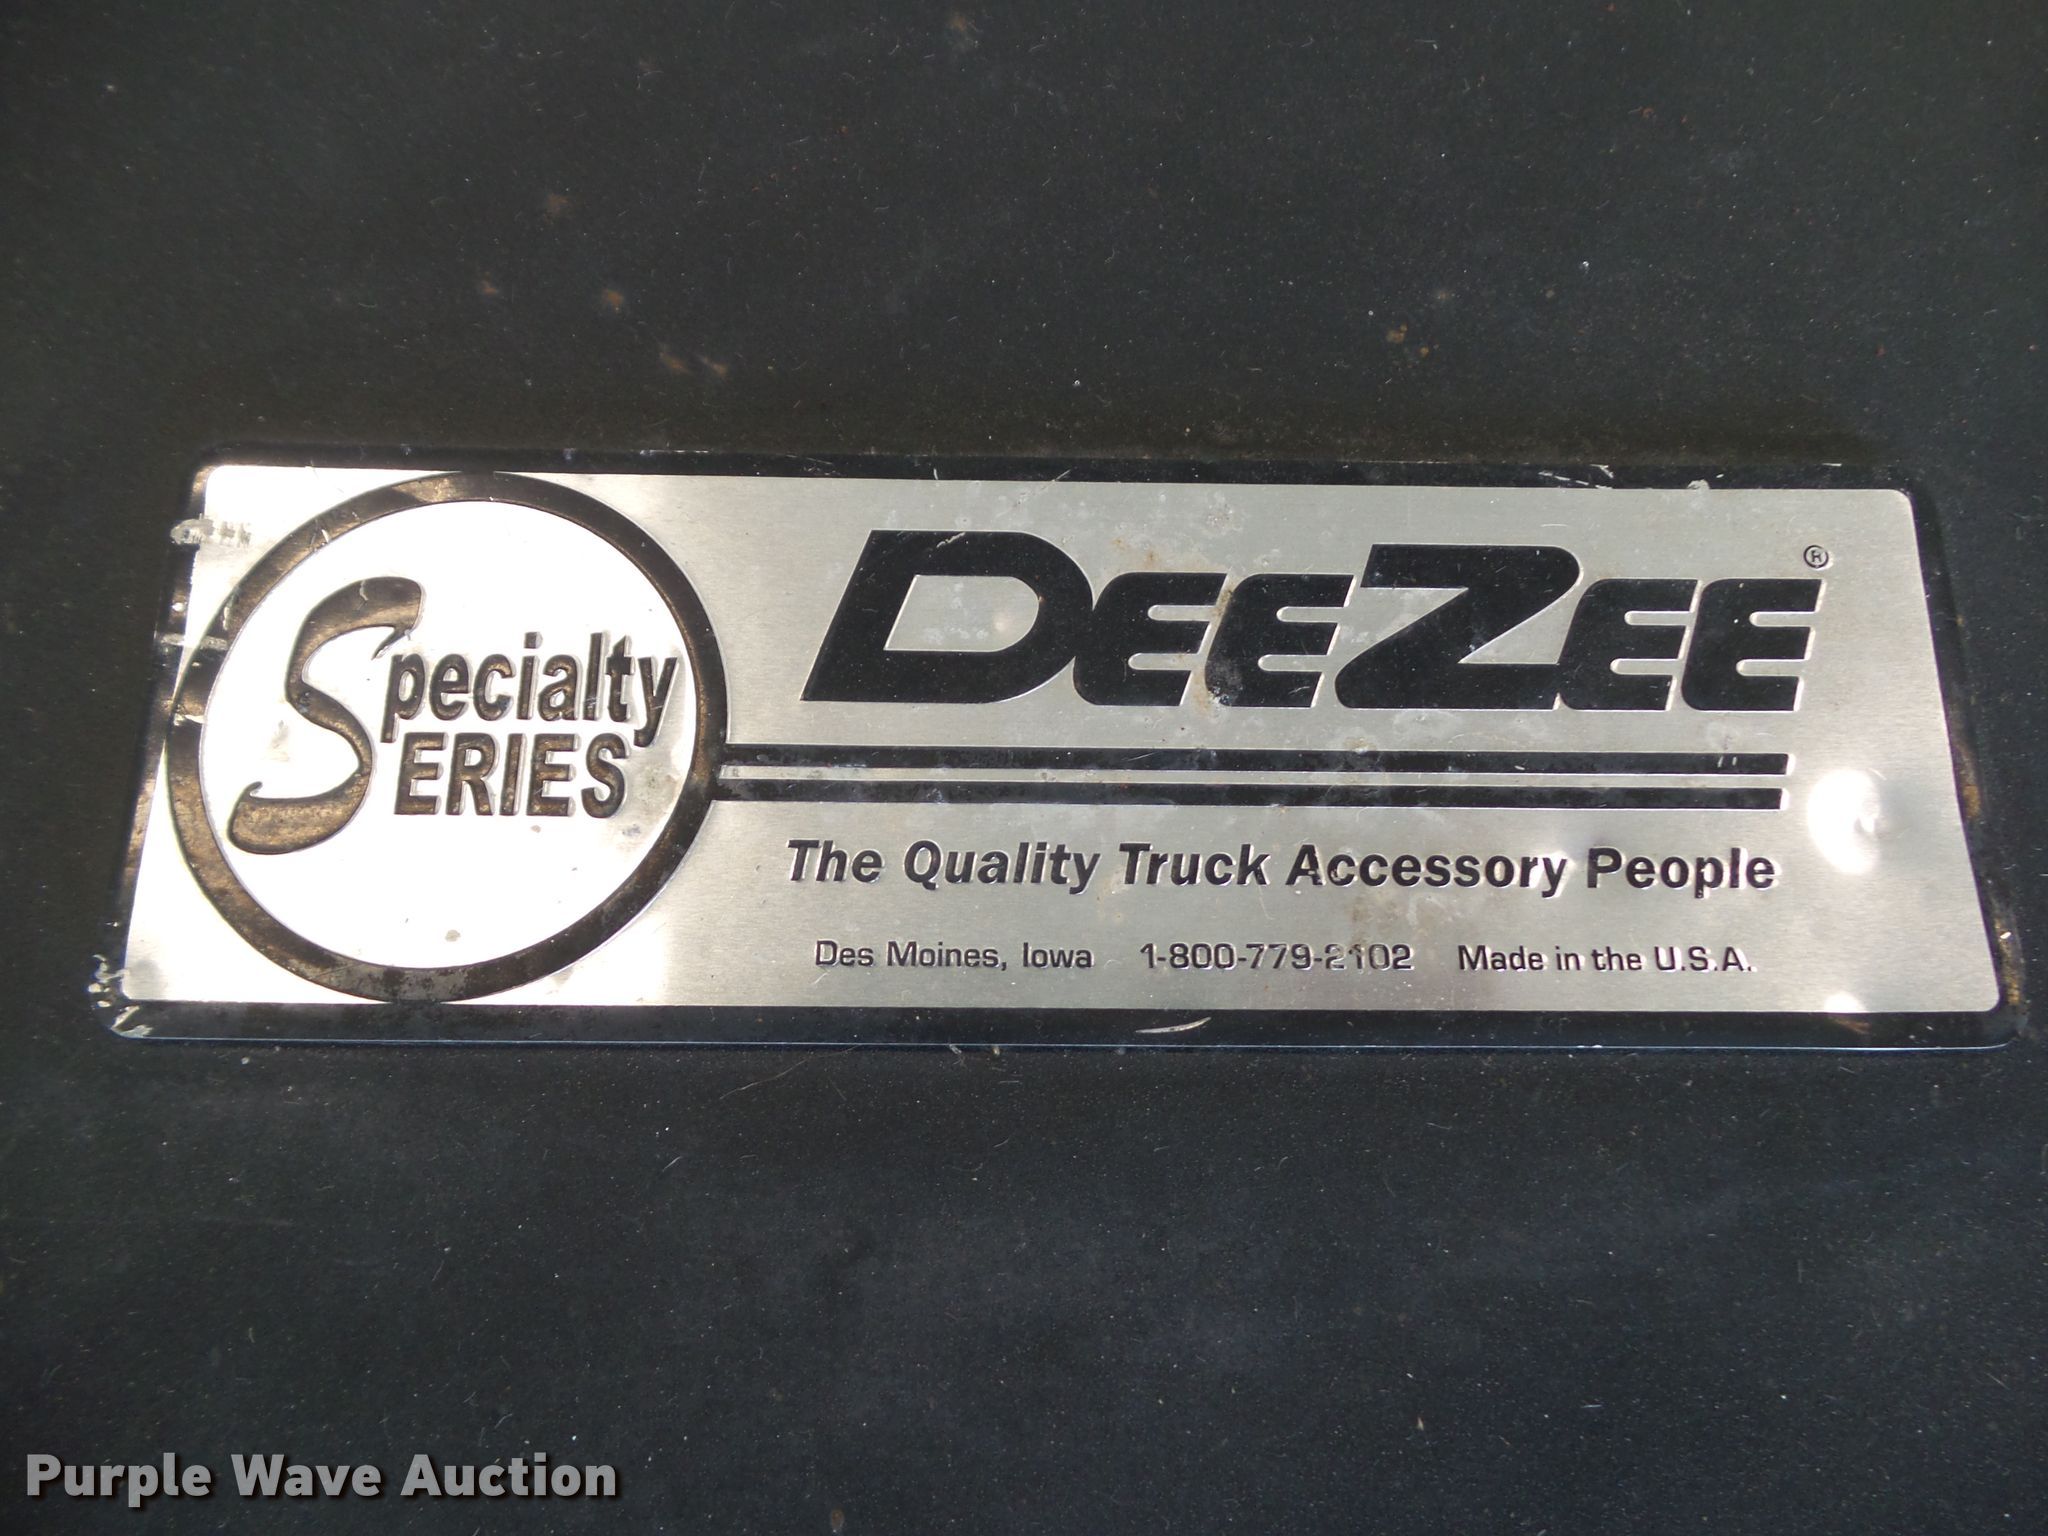 Specialty
SERIES
DEEZEE®
The Quality Truck Accessory People
Des Moines, Iowa 1-800-779-2102 Made in the U.S.A.
Purple Wave Auction